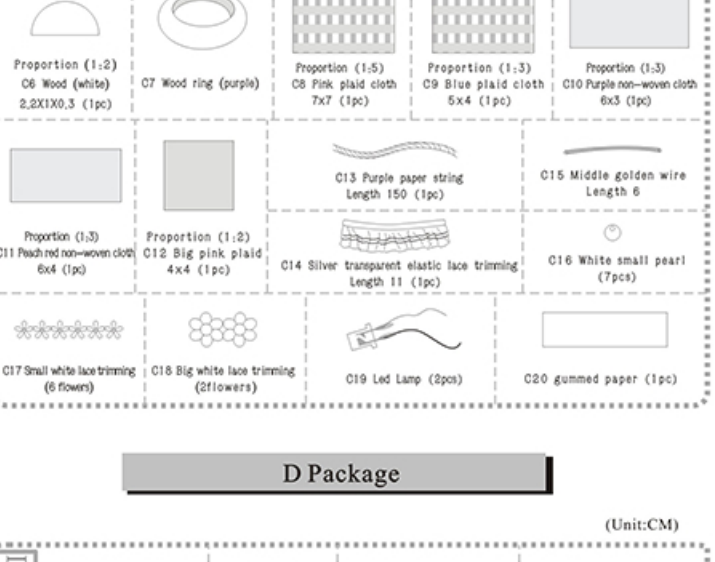 Proportion (1:2)
C6 Wood (white)
2,2X1X0,3 (1pc)
C7 Wood ring (purple)
Proportion (1:5)
C8 Pink plaid cloth
7x7 (1pc)
Proportion (1:3)
C9 Blue plaid cloth
5x4 (1pc)
Proportion (1:3)
C10 Purple non-woven cloth
6x3 (1pc)
Proportion (1:3)
C11 Peach red non-woven cloth
6x4 (1pc)
Proportion (1:2)
C12 Big pink plaid
4x4 (1pc)
C13 Purple paper string
Length 150 (1pc)
C15 Middle golden wire
Length 6
C14 Silver transparent elastic lace trimming
Length 11 (1pc)
C16 White small pearl
(7pcs)
C17 Small white lace trimming
(6 flowers)
C18 Big white lace trimming
(2flowers)
C19 Led Lamp (2pcs)
C20 gummed paper (1pc)
D Package
(Unit:CM)